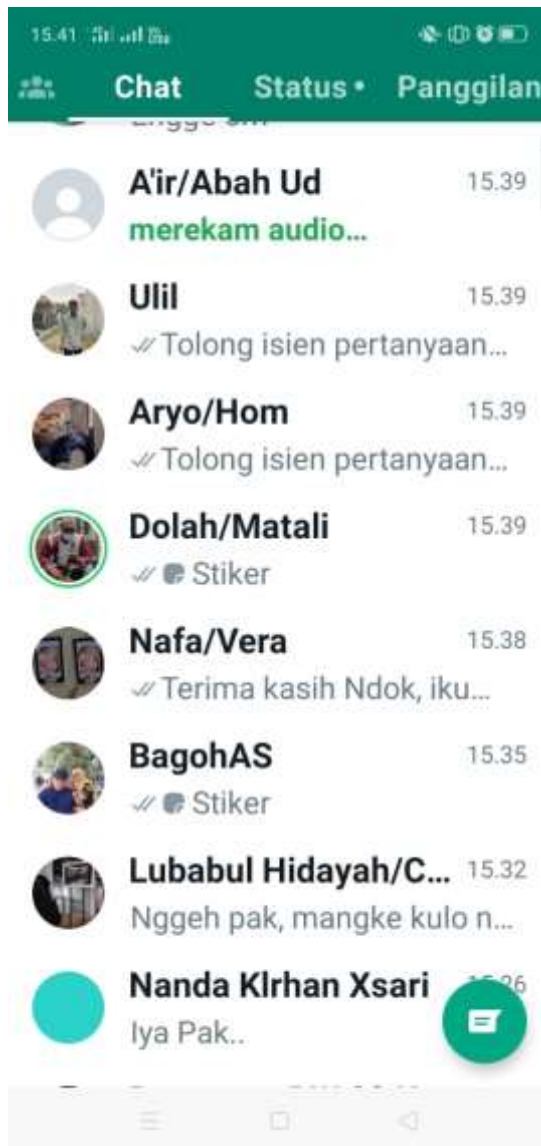 15.41
Chat Status Panggilan
A'ir/Abah Ud 15.39
merekam audio...
Ulil 15.39
Tolong isien pertanyaan...
Aryo/Hom 15.39
Tolong isien pertanyaan...
Dolah/Matali 15.39
Stiker
Nafa/Vera 15.38
Terima kasih Ndok, iku...
BagohAS 15.35
Stiker
Lubabul Hidayah/C... 15.32
Nggeh pak, mangke kulo n...
Nanda Klrhan Xsari
Iya Pak..